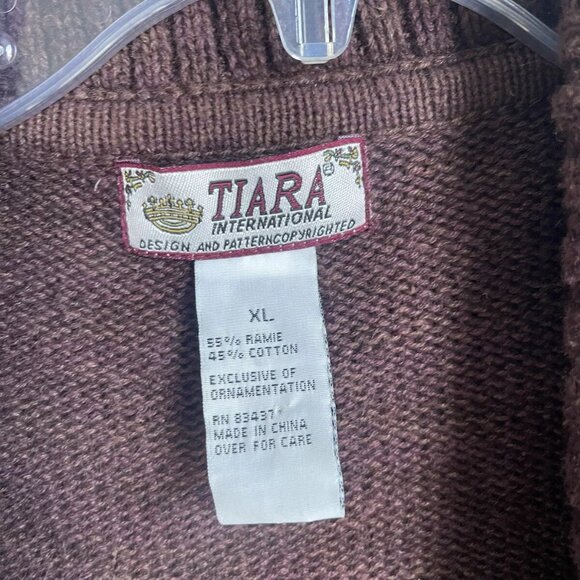 TIARA®
INTERNATIONAL
DESIGN AND PATTERNCOPYRIGHTED
XL
55% RAMIE
45% COTTON
EXCLUSIVE OF
ORNAMENTATION
RN 83437
MADE IN CHINA
OVER FOR CARE